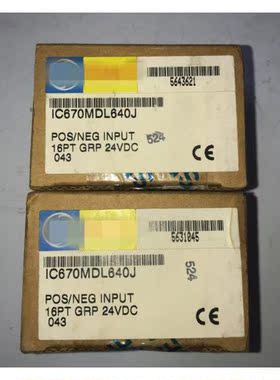 5643621
IC670MDL640J
POS/NEG INPUT
16PT GRP 24VDC
043
524
CE
5631045
IC670MDL640J
POS/NEG INPUT
16PT GRP 24VDC
043
524
CE